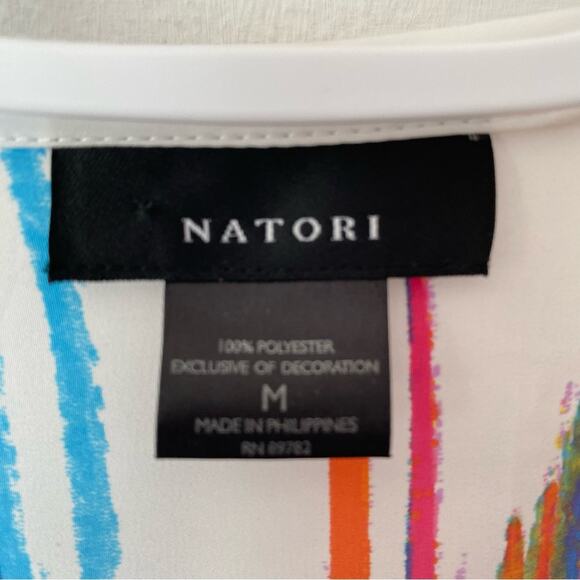 NATORI
100% POLYESTER
EXCLUSIVE OF DECORATION
M
MADE IN PHILIPPINES
RN 89782